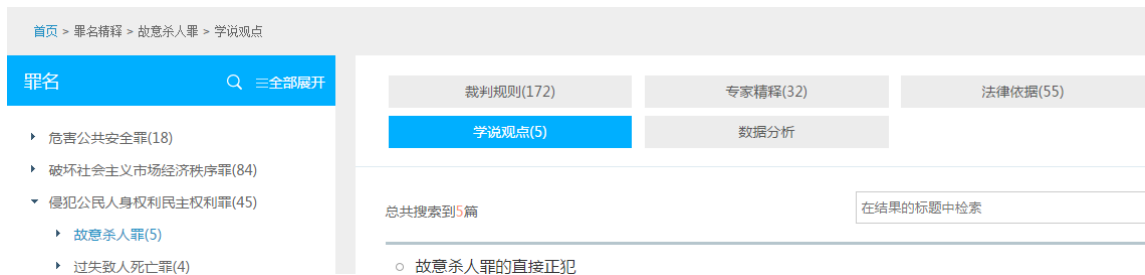 首页 > 罪名精释 > 故意杀人罪 > 学说观点
罪名 三全部展开
危害公共安全罪(18)
破坏社会主义市场经济秩序罪(84)
侵犯公民人身权利民主权利罪(45)
故意杀人罪(5)
过失致人死亡罪(4)
裁判规则(172) 专家精释(32) 法律依据(55)
学说观点(5) 数据分析
总共搜索到5篇 在结果的标题中检索
故意杀人罪的直接正犯